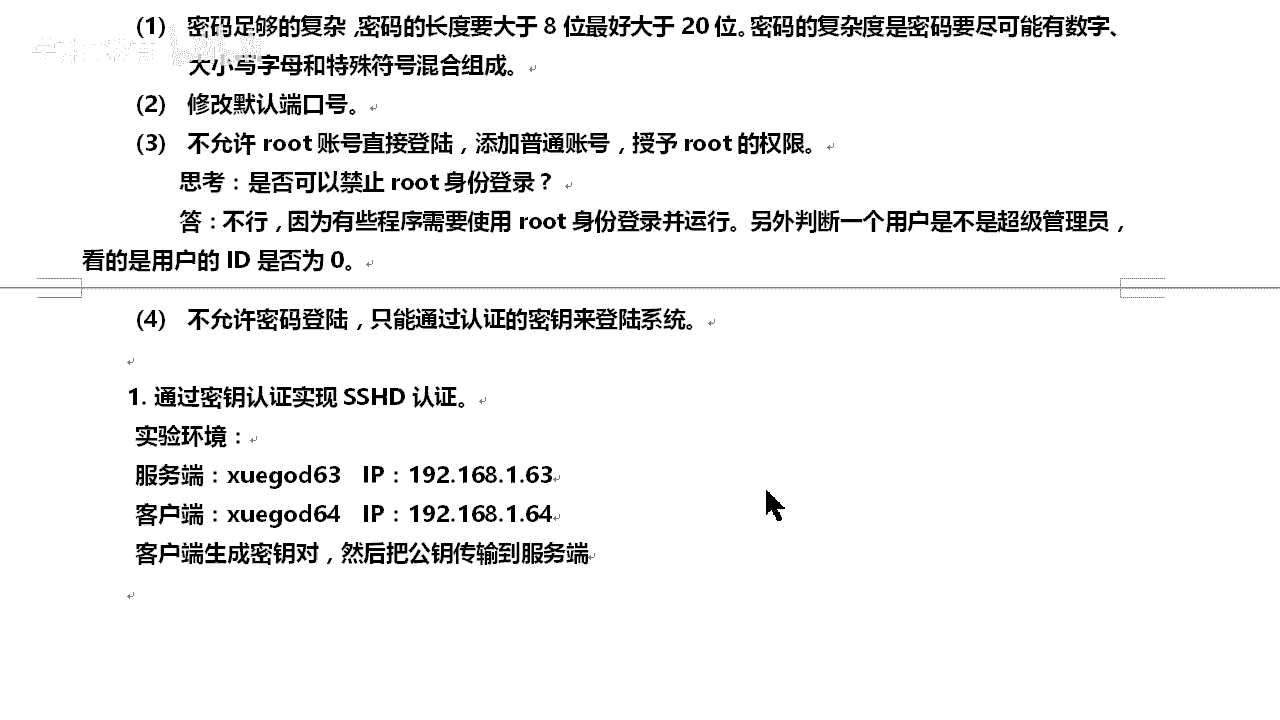 (1) 密码足够的复杂，密码的长度要大于 8 位最好大于 20 位。密码的复杂度是密码要尽可能有数字、
大小写字母和特殊符号混合组成。
(2) 修改默认端口号。
(3) 不允许 root 账号直接登陆，添加普通账号，授予 root 的权限。
思考：是否可以禁止 root 身份登录？
答：不行，因为有些程序需要使用 root 身份登录并运行。另外判断一个用户是不是超级管理员，
看的是用户的 ID 是否为 0。
(4) 不允许密码登陆，只能通过认证的密钥来登陆系统。
1. 通过密钥认证实现 SSHD 认证。
实验环境：
服务端：xuegod63 IP：192.168.1.63
客户端：xuegod64 IP：192.168.1.64
客户端生成密钥对，然后把公钥传输到服务端